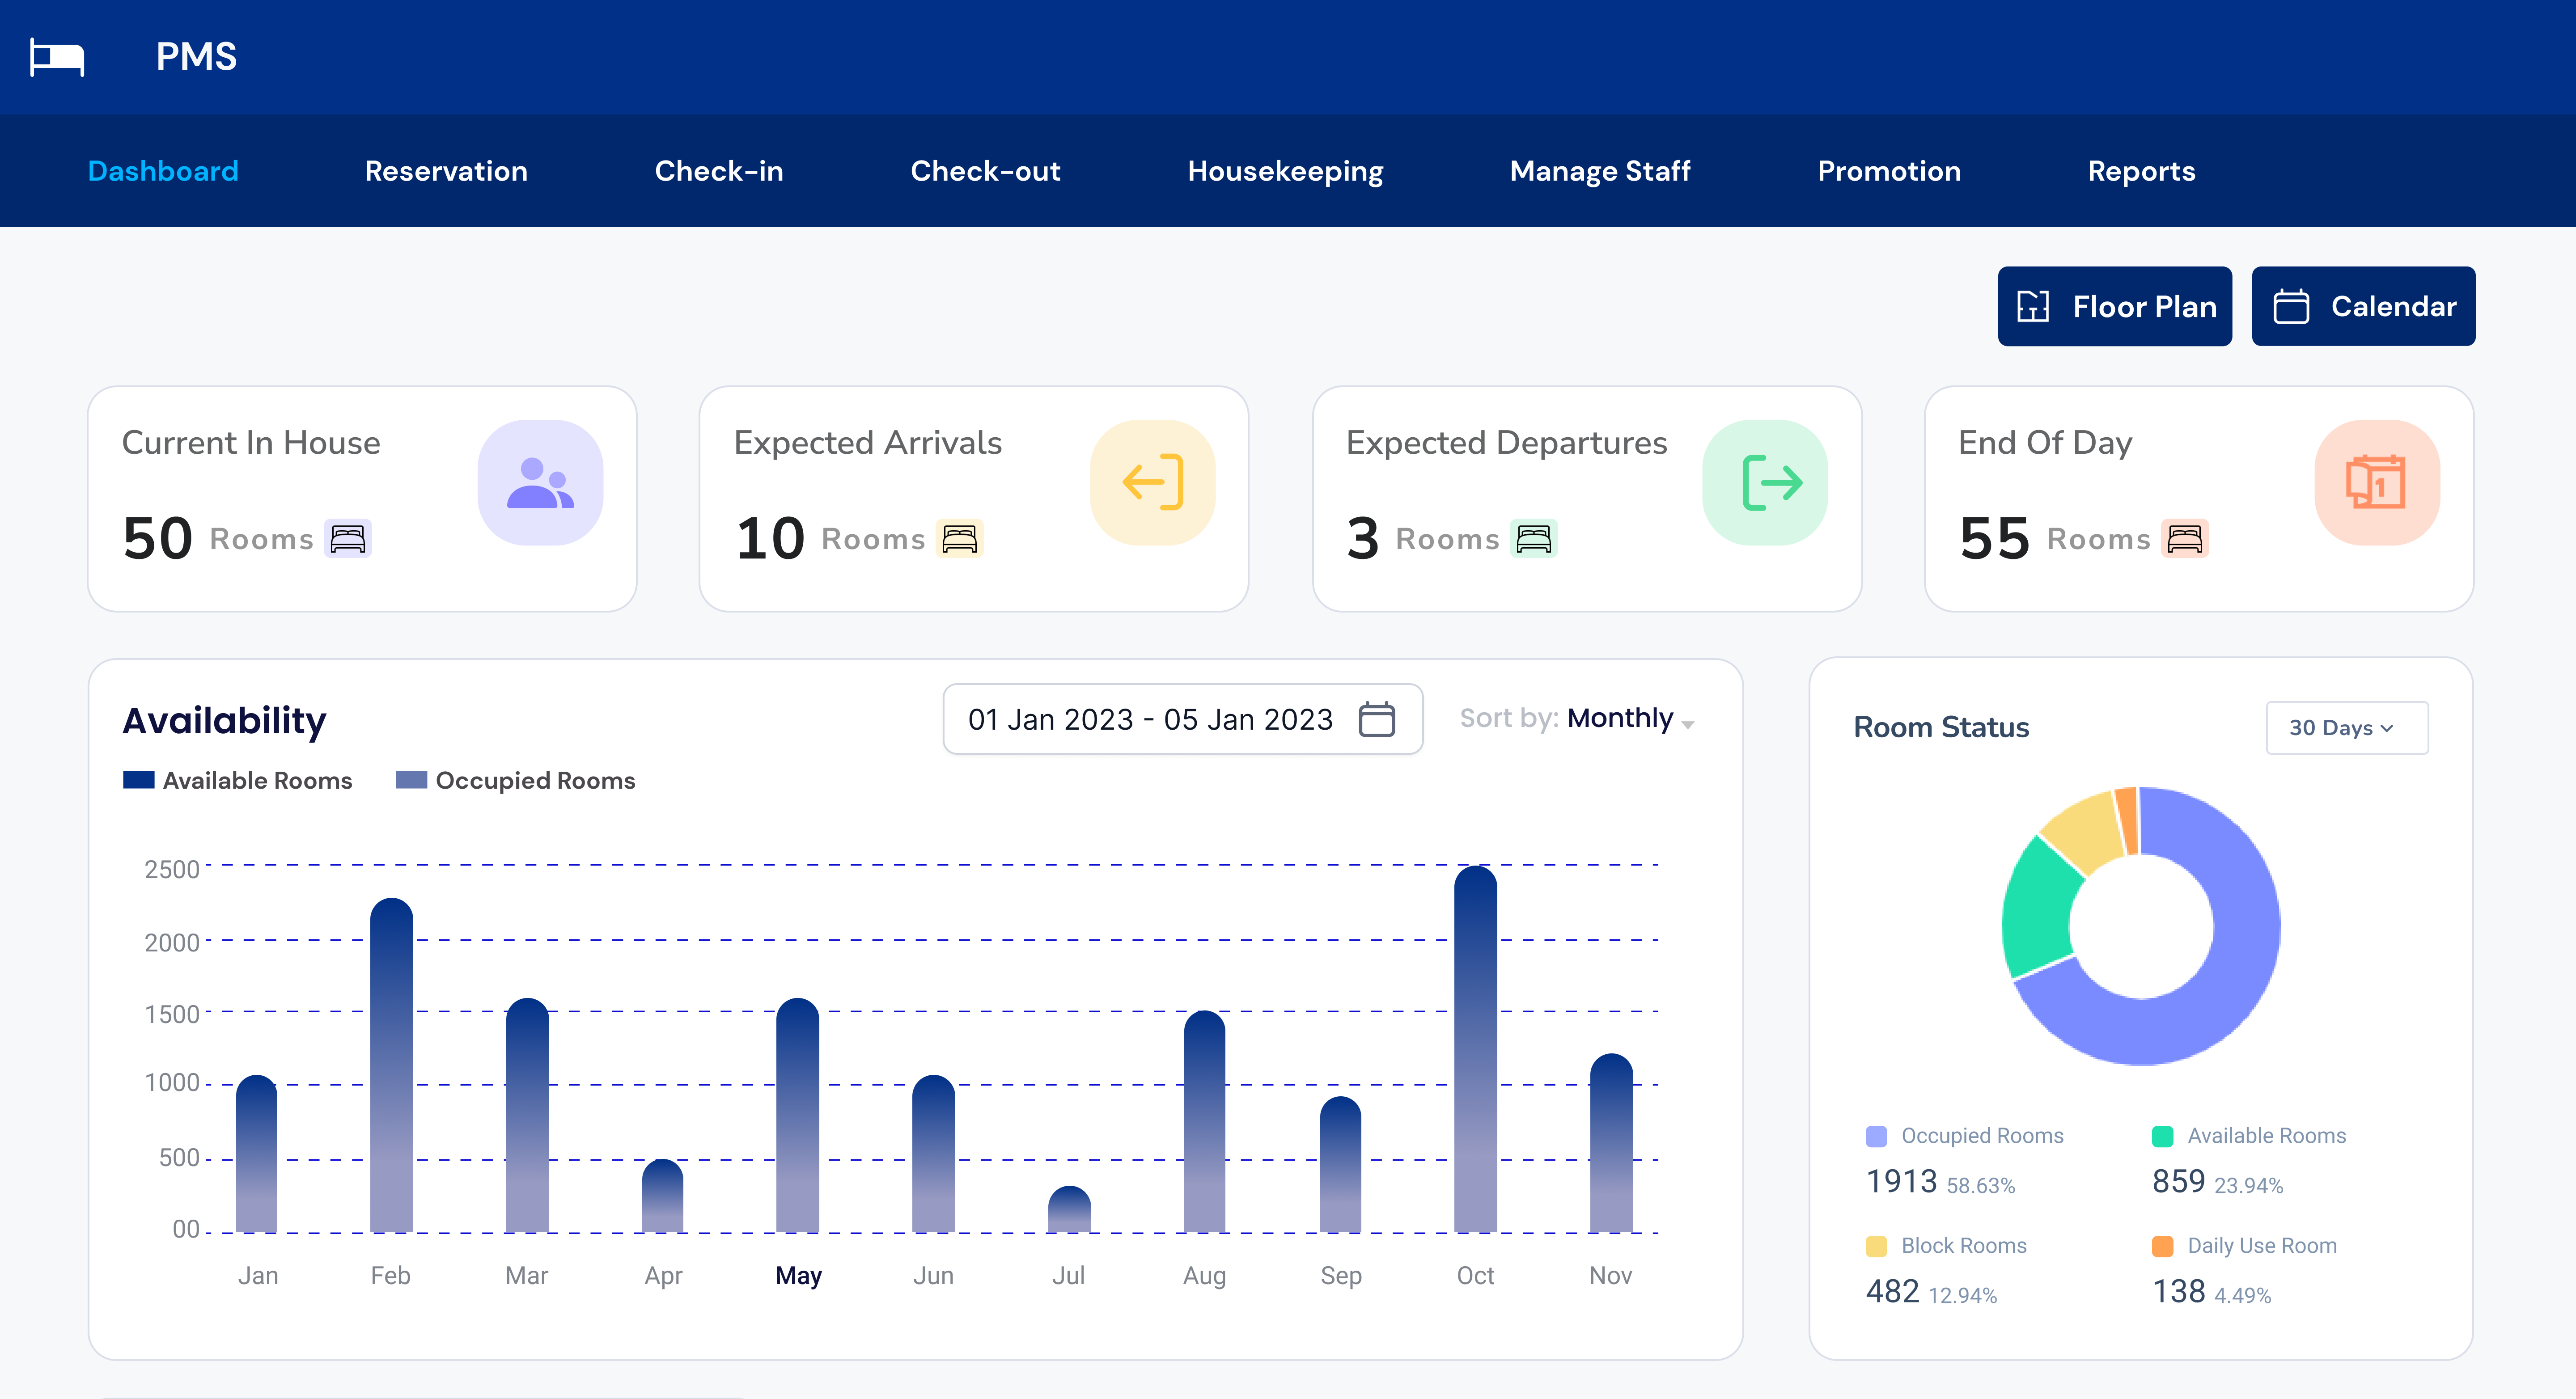 PMS
Dashboard Reservation Check-in Check-out Housekeeping Manage Staff Promotion Reports
Floor Plan Calendar
Current In House
50 Rooms
Expected Arrivals
10 Rooms
Expected Departures
3 Rooms
End Of Day
1
55 Rooms
Availability
01 Jan 2023 - 05 Jan 2023
Sort by: Monthly
Available Rooms Occupied Rooms
2500
2000
1500
1000
500
00
Jan Feb Mar Apr May Jun Jul Aug Sep Oct Nov
Room Status
30 Days
Occupied Rooms
1913 58.63%
Available Rooms
859 23.94%
Block Rooms
482 12.94%
Daily Use Room
138 4.49%